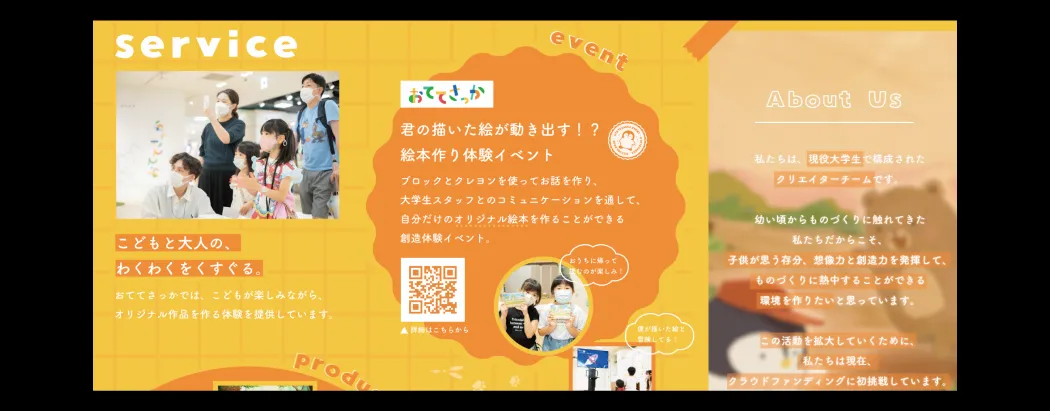 service
こどもと大人の、
わくわくをくすぐる。
おててさっかでは、こどもが楽しみながら、
オリジナル作品を作る体験を提供しています。
produ
event
おててさっか
君の描いた絵が動き出す！？
絵本作り体験イベント
ブロックとクレヨンを使ってお話を作り、
大学生スタッフとのコミュニケーションを通して、
自分だけのオリジナル絵本を作ることができる
創造体験イベント。
▲ 詳細はこちらから
おうちに帰って
読むのが楽しみ！
僕が描いた絵で
冒険してる！
About Us
私たちは、現役大学生で構成された
クリエイターチームです。
幼い頃からものづくりに触れてきた
私たちだからこそ、
子供が思う存分、想像力と創造力を発揮して、
ものづくりに熱中することができる
環境を作りたいと思っています。
この活動を拡大していくために、
私たちは現在、
クラウドファンディングに初挑戦しています。